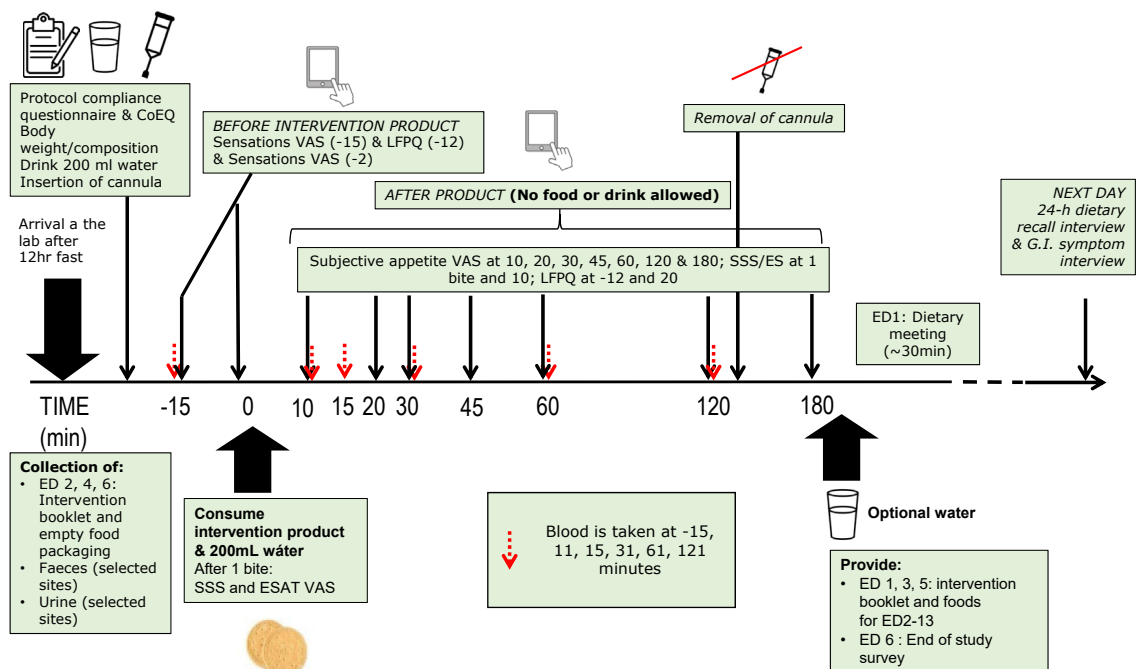 Protocol compliance
questionnaire & CoEQ
Body
weight/composition
Drink 200 ml water
Insertion of cannula
BEFORE INTERVENTION PRODUCT
Sensations VAS (-15) & LFPQ (-12)
& Sensations VAS (-2)
Removal of cannula
AFTER PRODUCT (No food or drink allowed)
NEXT DAY
24-h dietary
recall interview
& G.I. symptom
interview
Arrival a the
lab after
12hr fast
Subjective appetite VAS at 10, 20, 30, 45, 60, 120 & 180; SSS/ES at 1
bite and 10; LFPQ at -12 and 20
ED1: Dietary
meeting
(~30min)
TIME
(min)
-15
0
10
15
20
30
45
60
120
180
Collection of:
• ED 2, 4, 6:
Intervention
booklet and
empty food
packaging
• Faeces (selected
sites)
• Urine (selected
sites)
Consume
intervention product
& 200mL wáter
After 1 bite:
SSS and ESAT VAS
Blood is taken at -15,
11, 15, 31, 61, 121
minutes
Optional water
Provide:
• ED 1, 3, 5: intervention
booklet and foods
for ED2-13
• ED 6 : End of study
survey